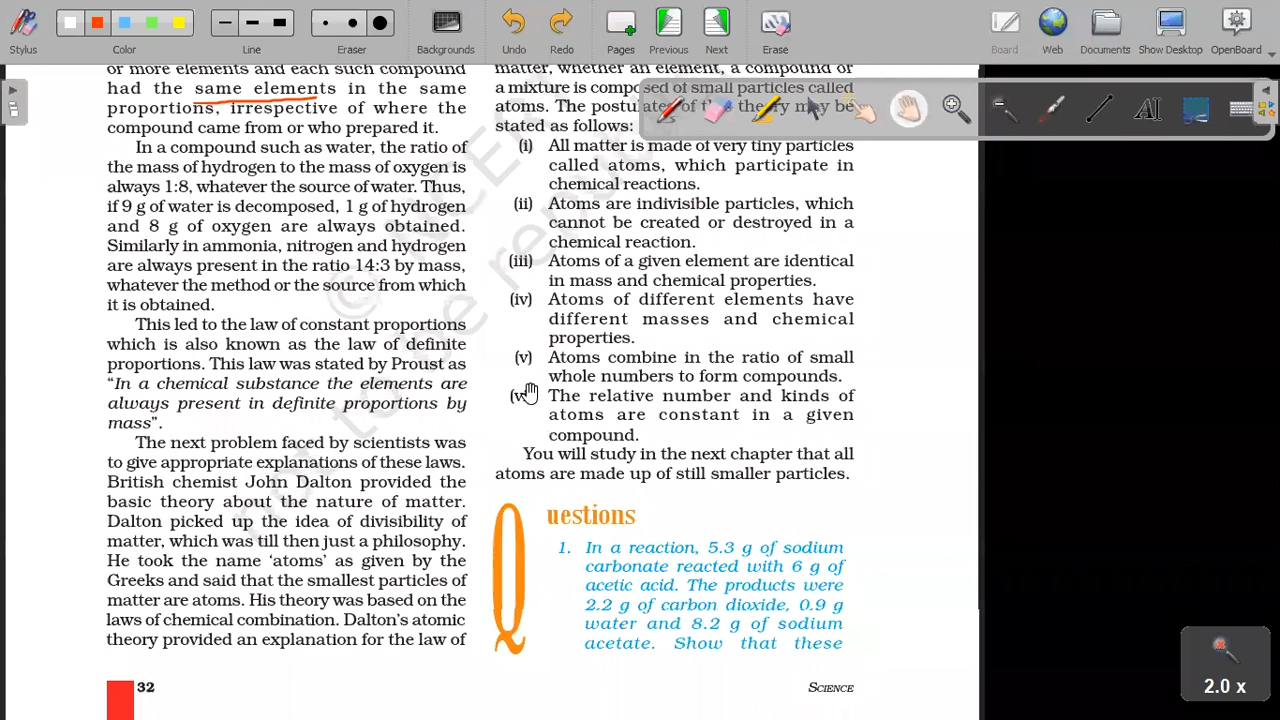 Stylus
Color
Line
Eraser
Backgrounds
Undo
Redo
Pages
Previous
Next
Erase
Board
Web
Documents
Show Desktop
OpenBoard
or more elements and each such compound
had the same elements in the same
proportions, irrespective of where the
compound came from or who prepared it.
In a compound such as water, the ratio of
the mass of hydrogen to the mass of oxygen is
always 1:8, whatever the source of water. Thus,
if 9 g of water is decomposed, 1 g of hydrogen
and 8 g of oxygen are always obtained.
Similarly in ammonia, nitrogen and hydrogen
are always present in the ratio 14:3 by mass,
whatever the method or the source from which
it is obtained.
This led to the law of constant proportions
which is also known as the law of definite
proportions. This law was stated by Proust as
“In a chemical substance the elements are
always present in definite proportions by
mass”.
The next problem faced by scientists was
to give appropriate explanations of these laws.
British chemist John Dalton provided the
basic theory about the nature of matter.
Dalton picked up the idea of divisibility of
matter, which was till then just a philosophy.
He took the name ‘atoms’ as given by the
Greeks and said that the smallest particles of
matter are atoms. His theory was based on the
laws of chemical combination. Dalton’s atomic
theory provided an explanation for the law of
32
matter, whether an element, a compound or
a mixture is composed of small particles called
atoms. The postulates of this theory may be
stated as follows:
(i) All matter is made of very tiny particles
called atoms, which participate in
chemical reactions.
(ii) Atoms are indivisible particles, which
cannot be created or destroyed in a
chemical reaction.
(iii) Atoms of a given element are identical
in mass and chemical properties.
(iv) Atoms of different elements have
different masses and chemical
properties.
(v) Atoms combine in the ratio of small
whole numbers to form compounds.
The relative number and kinds of
atoms are constant in a given
compound.
You will study in the next chapter that all
atoms are made up of still smaller particles.
Questions
1. In a reaction, 5.3 g of sodium
carbonate reacted with 6 g of
acetic acid. The products were
2.2 g of carbon dioxide, 0.9 g
water and 8.2 g of sodium
acetate. Show that these
SCIENCE
© NCERT
not to be
2.0 x